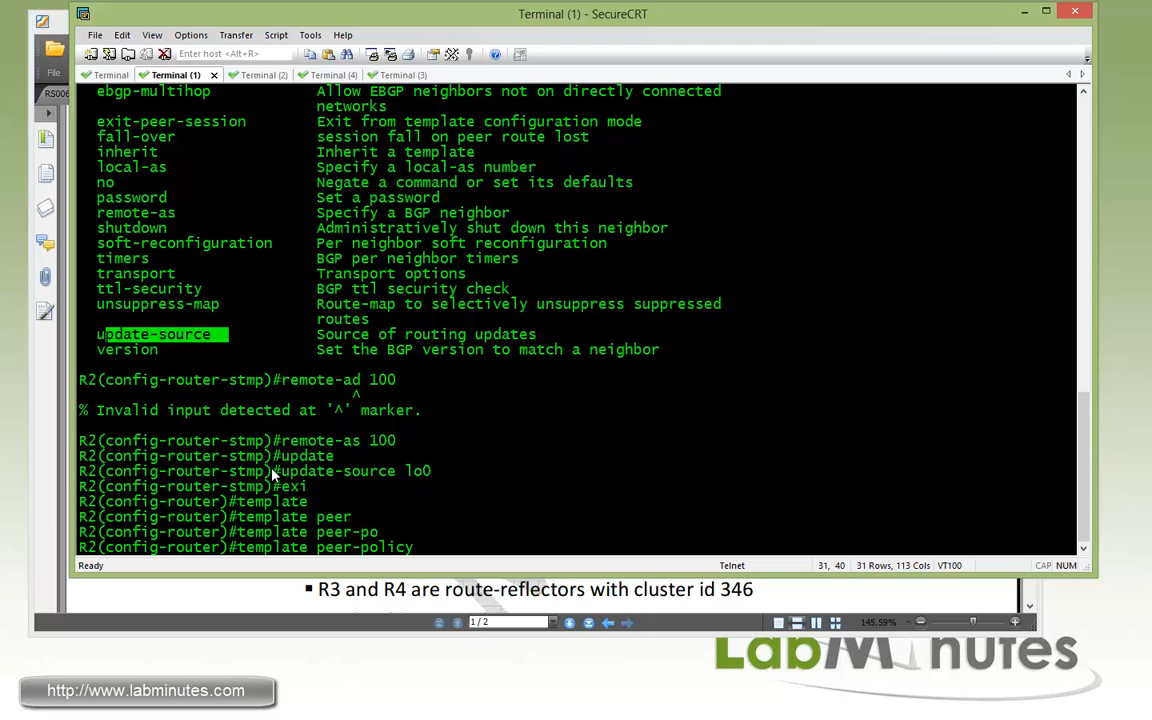 Terminal (1) - SecureCRT
File Edit View Options Transfer Script Tools Help
Enter host <Alt+R>
Terminal Terminal (1) Terminal (2) Terminal (4) Terminal (3)
File
RS006
ebgp-multihop Allow EBGP neighbors not on directly connected
networks
exit-peer-session Exit from template configuration mode
fall-over session fall on peer route lost
inherit Inherit a template
local-as Specify a local-as number
no Negate a command or set its defaults
password Set a password
remote-as Specify a BGP neighbor
shutdown Administratively shut down this neighbor
soft-reconfiguration Per neighbor soft reconfiguration
timers BGP per neighbor timers
transport Transport options
ttl-security BGP ttl security check
unsuppress-map Route-map to selectively unsuppress suppressed
routes
update-source Source of routing updates
version Set the BGP version to match a neighbor
R2(config-router-stmp)#remote-ad 100
^
% Invalid input detected at '^' marker.
R2(config-router-stmp)#remote-as 100
R2(config-router-stmp)#update
R2(config-router-stmp)#update-source lo0
R2(config-router-stmp)#exi
R2(config-router)#template
R2(config-router)#template peer
R2(config-router)#template peer-po
R2(config-router)#template peer-policy
Ready Telnet 31, 40 31 Rows, 113 Cols VT100 CAP NUM
▪ R3 and R4 are route-reflectors with cluster id 346
1 / 2 145.59%
LabMinutes
http://www.labminutes.com